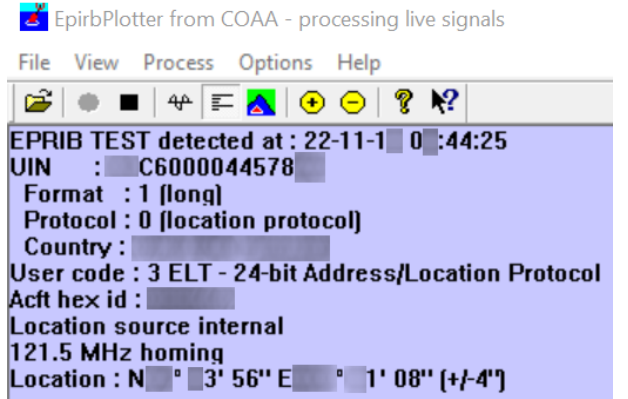 EpirbPlotter from COAA - processing live signals
File View Process Options Help
EPRIB TEST detected at : 22-11-1 0 :44:25
UIN : C6000044578
Format : 1 (long)
Protocol : 0 (location protocol)
Country :
User code : 3 ELT - 24-bit Address/Location Protocol
Acft hex id :
Location source internal
121.5 MHz homing
Location : N ° 3' 56'' E ° 1' 08'' (+/-4'')